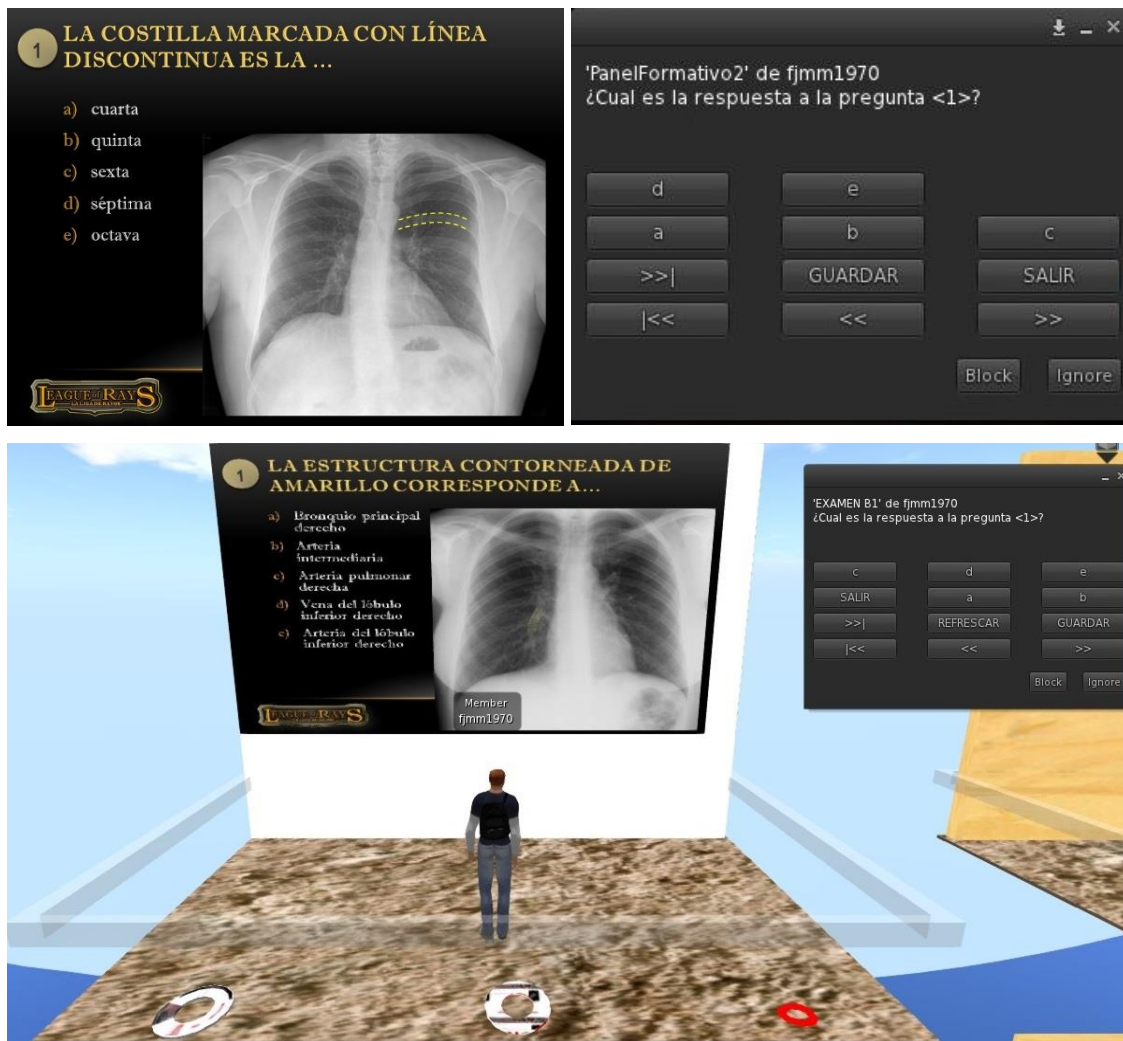 1
LA COSTILLA MARCADA CON LÍNEA
DISCONTINUA ES LA ...
a) cuarta
b) quinta
c) sexta
d) séptima
e) octava
LEAGUE OF RAYS
LA LIGA DE RAYOS
'PanelFormativo2' de fjmm1970
¿Cual es la respuesta a la pregunta <1>?
d e
a b c
>>| GUARDAR SALIR
|<< << >>
Block Ignore
1
LA ESTRUCTURA CONTORNEADA DE
AMARILLO CORRESPONDE A...
a) Bronquio principal
derecho
b) Arteria
intermediaria
c) Arteria pulmonar
derecha
d) Vena del lóbulo
inferior derecho
e) Arteria del lóbulo
inferior derecho
LEAGUE OF RAYS
Member
fjmm1970
'EXAMEN B1' de fjmm1970
¿Cual es la respuesta a la pregunta <1>?
c d e
SALIR a b
>>| REFRESCAR GUARDAR
|<< << >>
Block Ignore